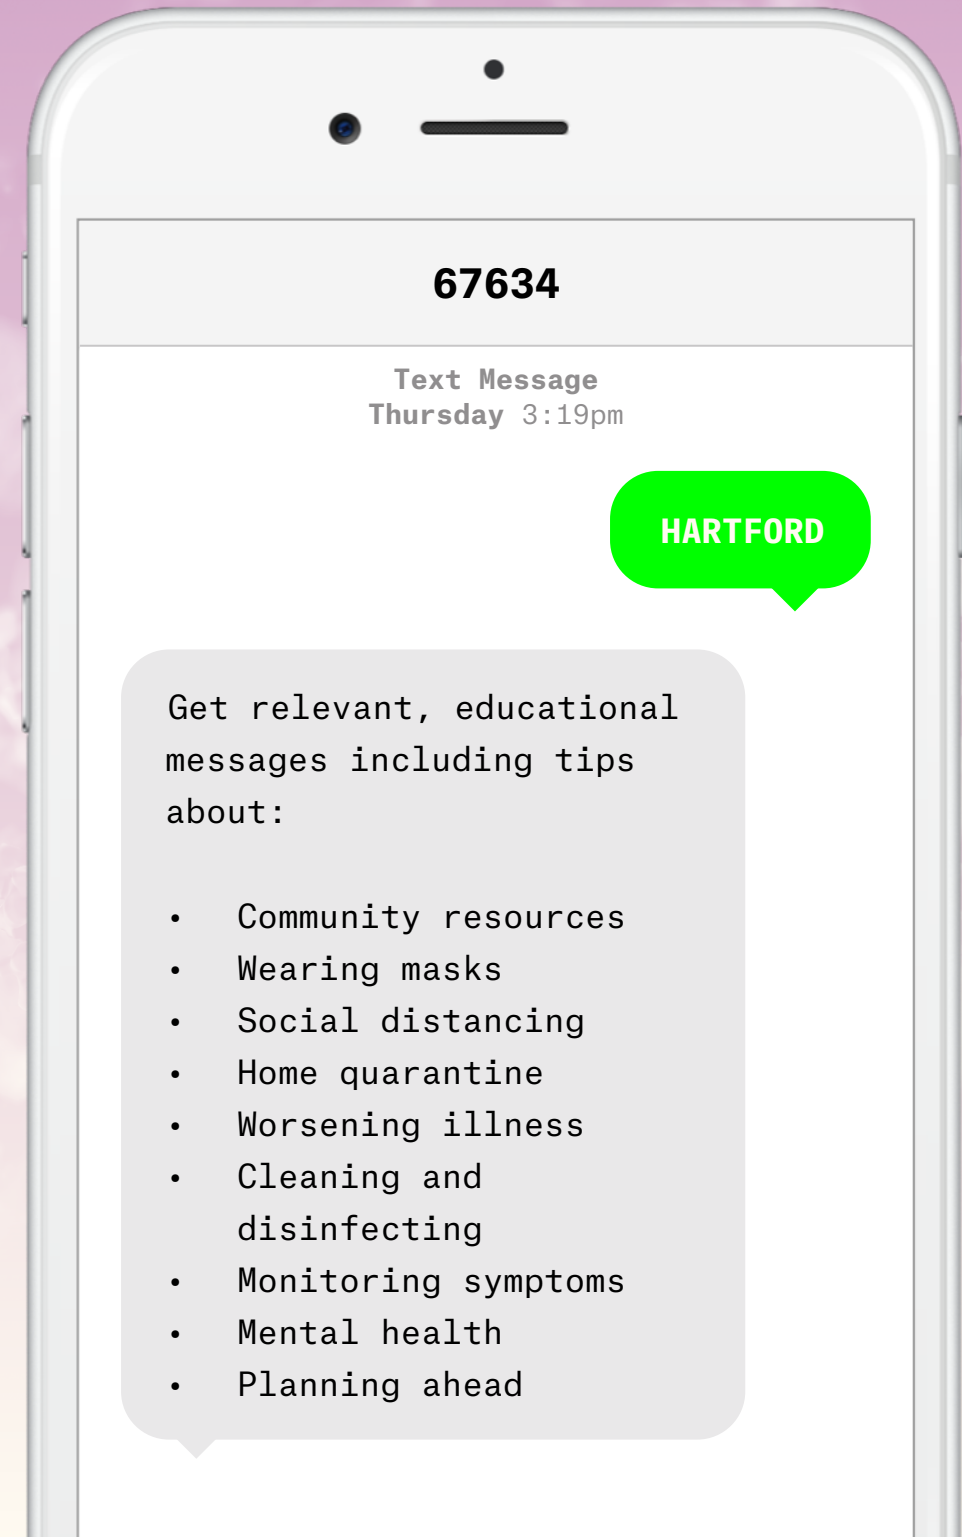 67634
Text Message
Thursday 3:19pm
HARTFORD
Get relevant, educational
messages including tips
about:
• Community resources
• Wearing masks
• Social distancing
• Home quarantine
• Worsening illness
• Cleaning and
disinfecting
• Monitoring symptoms
• Mental health
• Planning ahead